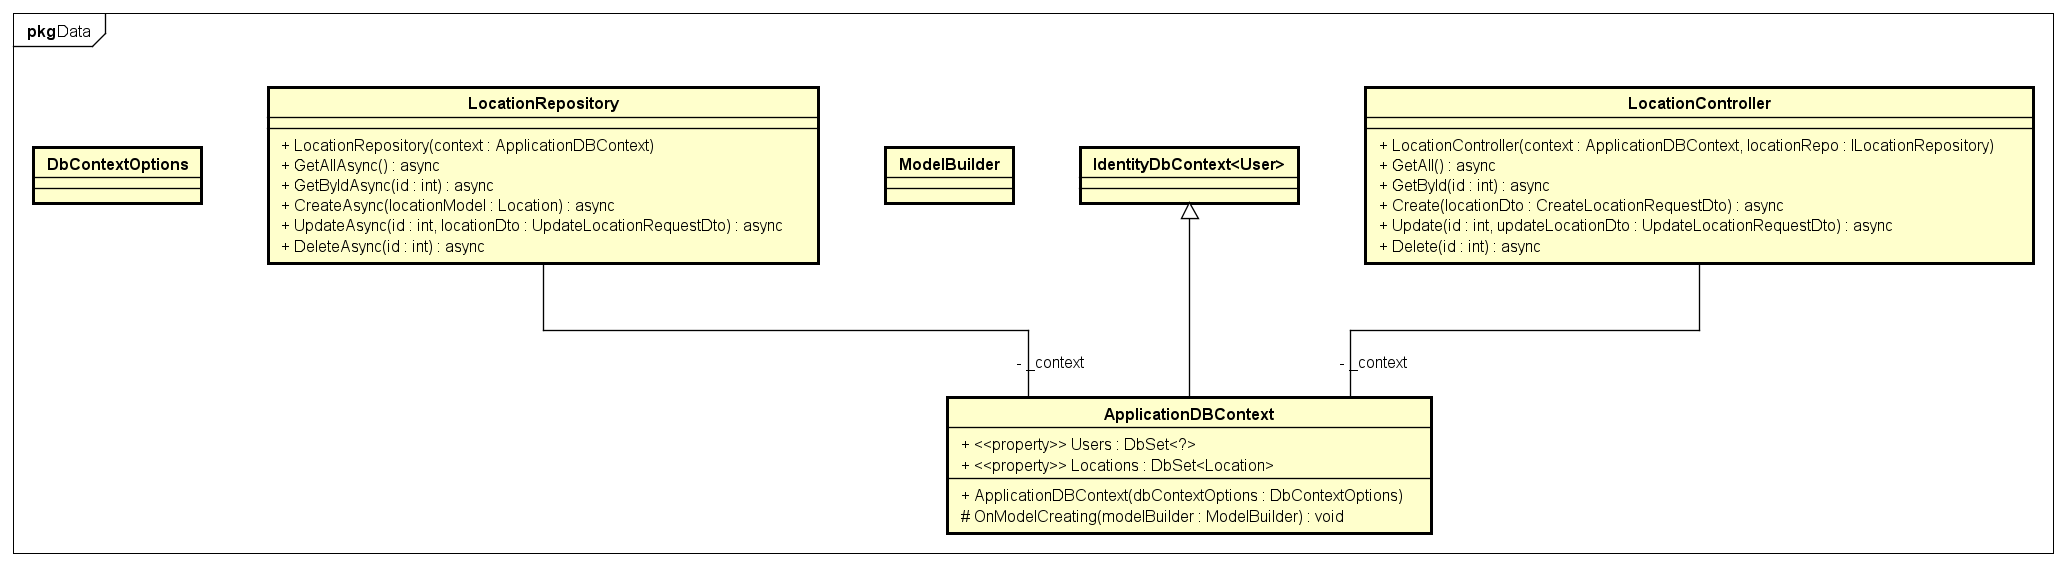 pkgData
DbContextOptions
LocationRepository
+ LocationRepository(context : ApplicationDBContext)
+ GetAllAsync() : async
+ GetByIdAsync(id : int) : async
+ CreateAsync(locationModel : Location) : async
+ UpdateAsync(id : int, locationDto : UpdateLocationRequestDto) : async
+ DeleteAsync(id : int) : async
ModelBuilder
IdentityDbContext<User>
LocationController
+ LocationController(context : ApplicationDBContext, locationRepo : ILocationRepository)
+ GetAll() : async
+ GetById(id : int) : async
+ Create(locationDto : CreateLocationRequestDto) : async
+ Update(id : int, updateLocationDto : UpdateLocationRequestDto) : async
+ Delete(id : int) : async
- _context
- _context
ApplicationDBContext
+ <<property>> Users : DbSet<?>
+ <<property>> Locations : DbSet<Location>
+ ApplicationDBContext(dbContextOptions : DbContextOptions)
# OnModelCreating(modelBuilder : ModelBuilder) : void